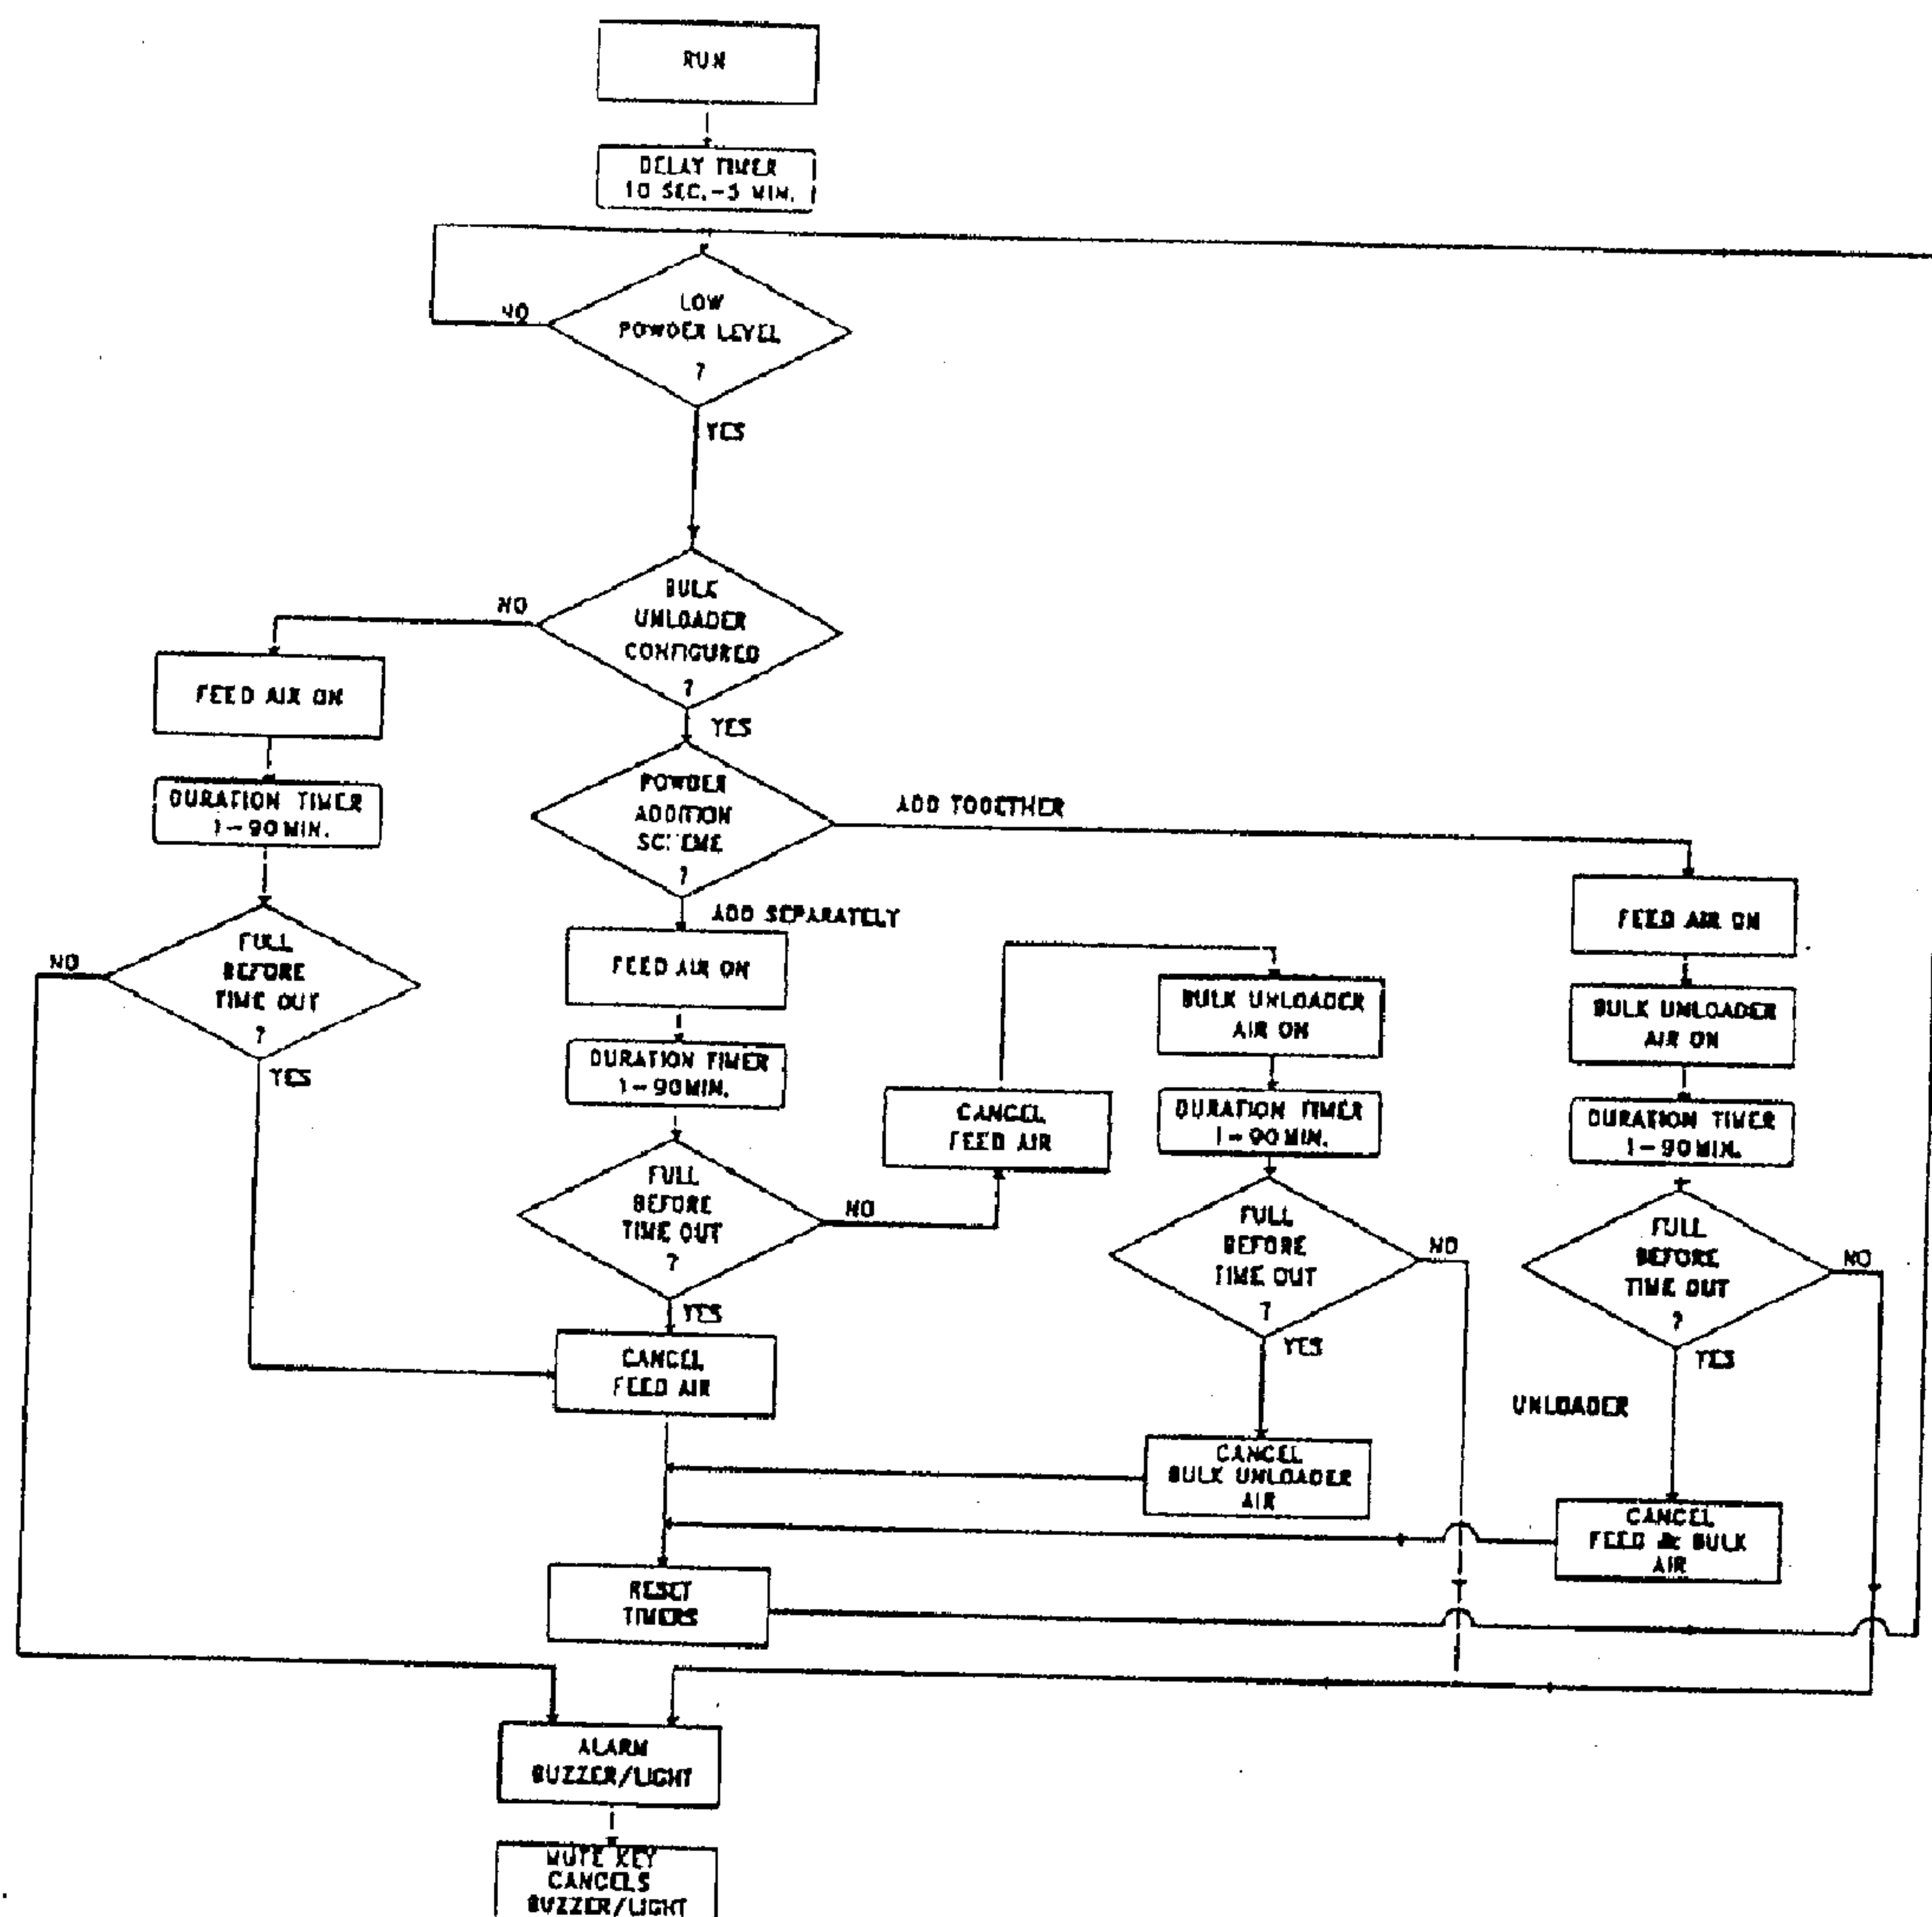 RUN
DELAY TIMER
10 SEC.-5 MIN.
LOW
POWDER LEVEL
?
NO
YES
BULK
UNLOADER
CONFIGURED
?
NO
YES
FEED AIR ON
DURATION TIMER
1-90 MIN.
FULL
BEFORE
TIME OUT
?
NO
YES
POWDER
ADDITION
?
ADD TOGETHER
ADD SEPARATELY
FEED AIR ON
DURATION TIMER
1-90 MIN.
FULL
BEFORE
TIME OUT
?
NO
YES
CANCEL
FEED AIR
CANCEL
FEED AIR
BULK UNLOADER
AIR ON
DURATION TIMER
1-90 MIN.
FULL
BEFORE
TIME OUT
?
NO
YES
CANCEL
BULK UNLOADER
AIR
FEED AIR ON
BULK UNLOADER
AIR ON
DURATION TIMER
1-90 MIN.
FULL
BEFORE
TIME OUT
?
NO
YES
UNLOADER
CANCEL
FEED & BULK
AIR
RESET
TIMERS
ALARM
BUZZER/LIGHT
MUTE KEY
CANCELS
BUZZER/LIGHT